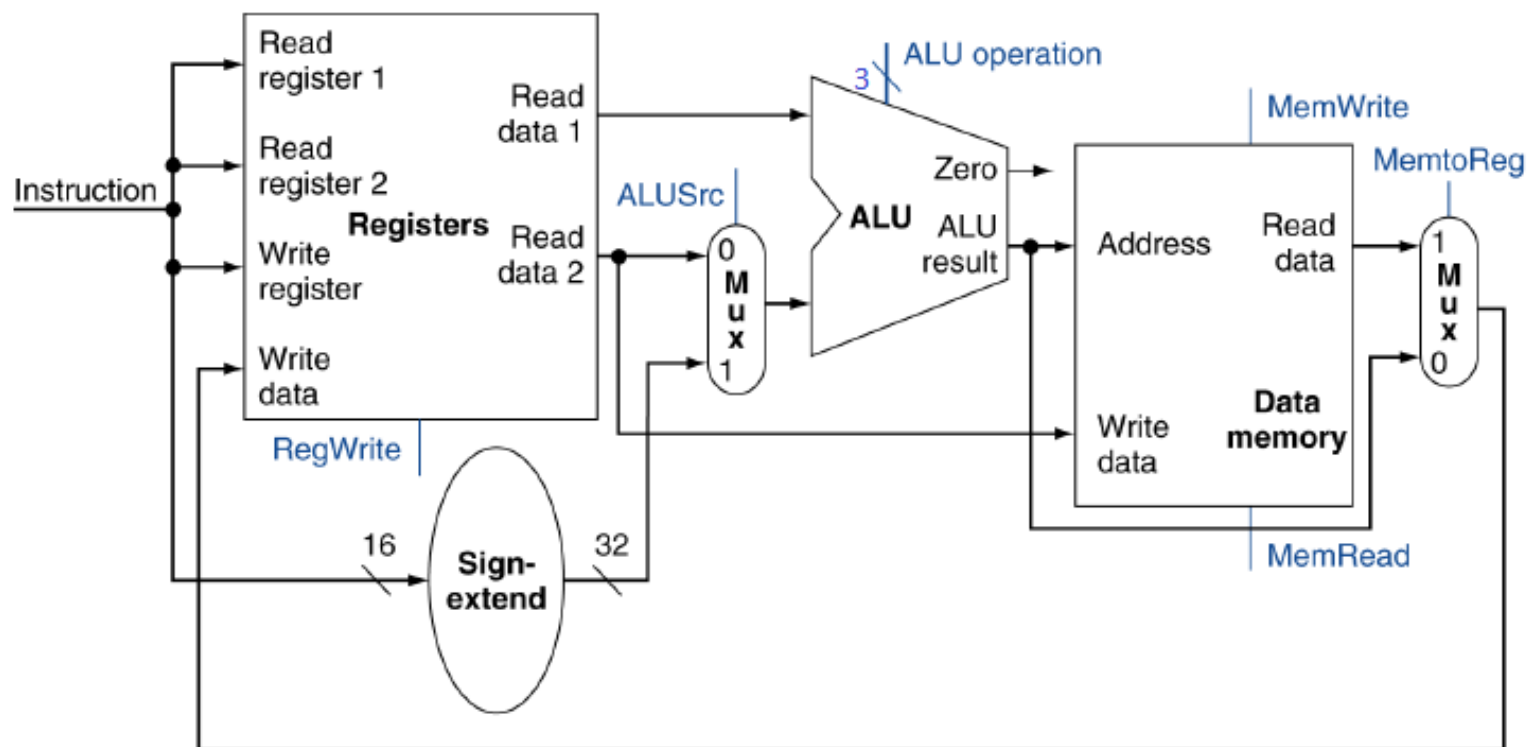 Instruction
Read
register 1
Read
register 2
Registers
Write
register
Write
data
Read
data 1
Read
data 2
RegWrite
16
Sign-
extend
32
ALUSrc
0
M
u
x
1
3
ALU operation
Zero
ALU
ALU
result
MemWrite
Address
Read
data
Write
data
Data
memory
MemRead
MemtoReg
1
M
u
x
0